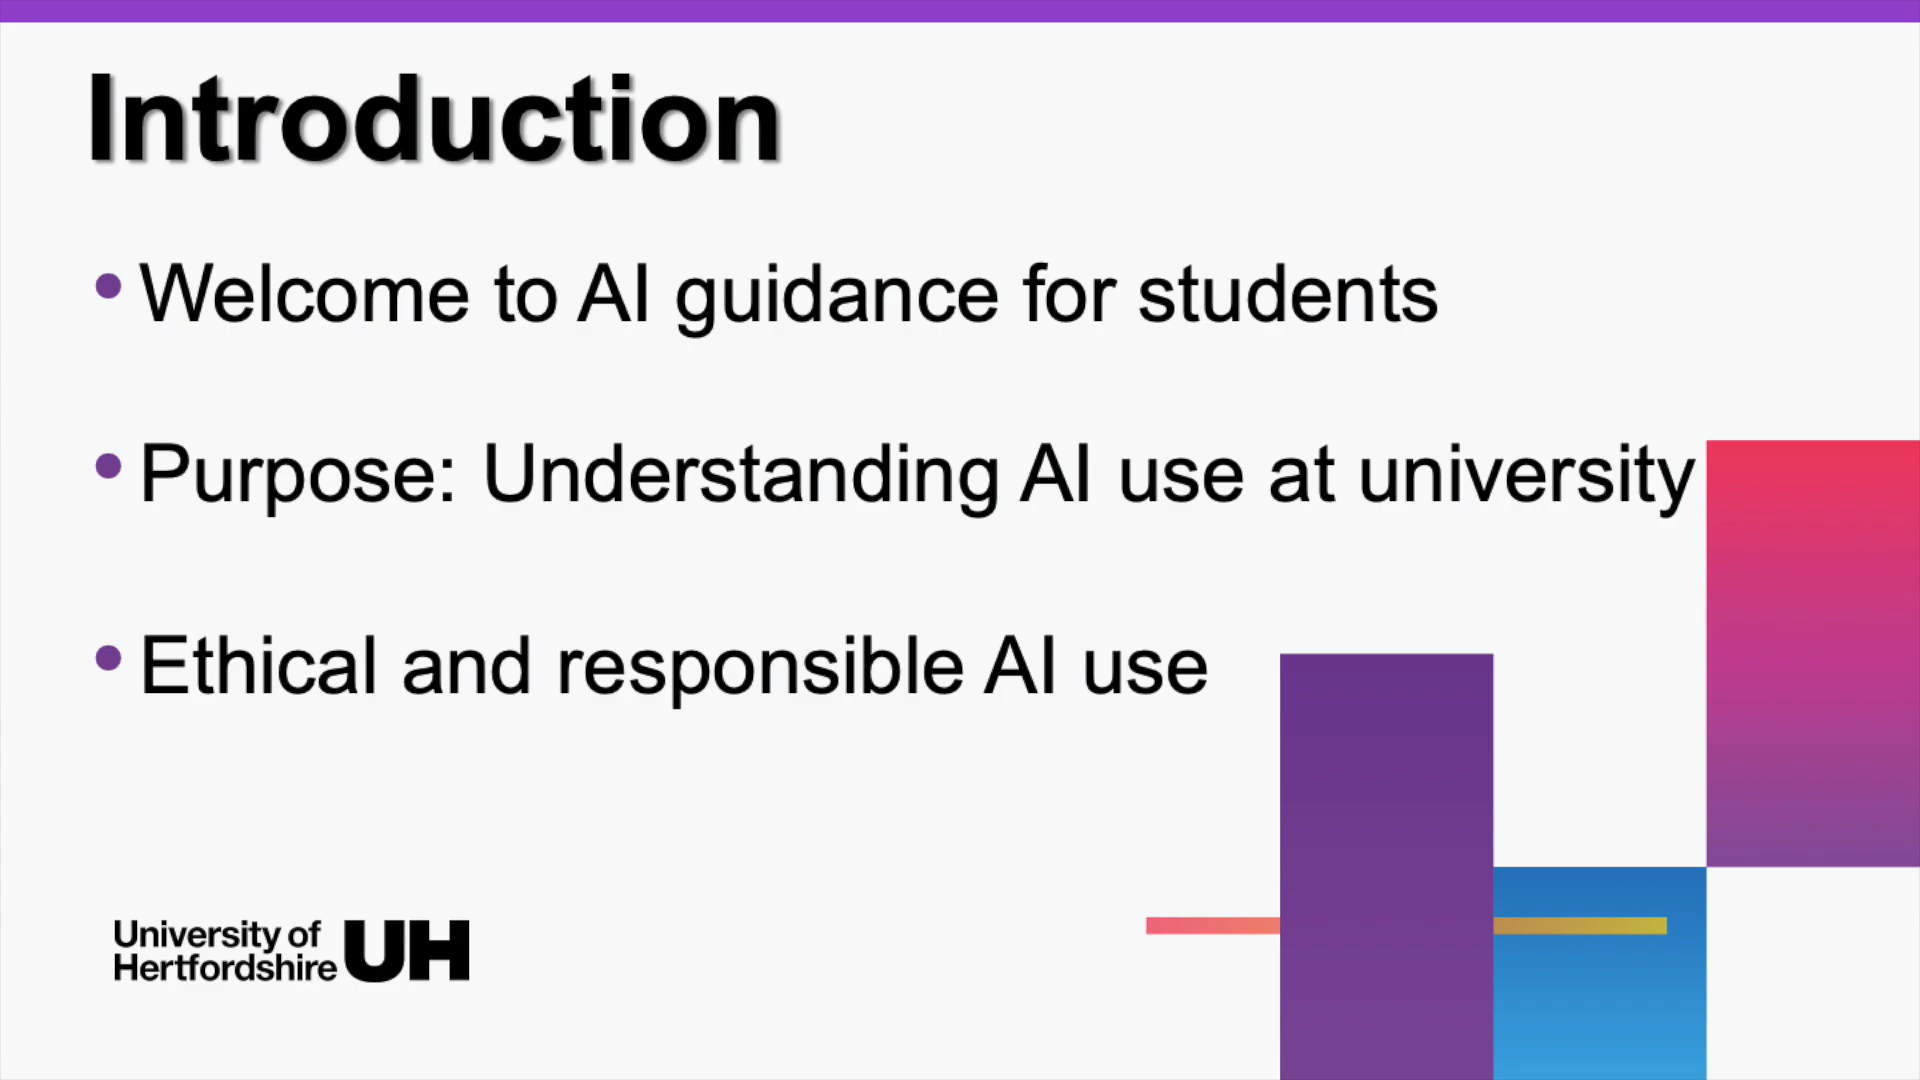 Introduction
• Welcome to AI guidance for students
• Purpose: Understanding AI use at university
• Ethical and responsible AI use
University of
Hertfordshire UH